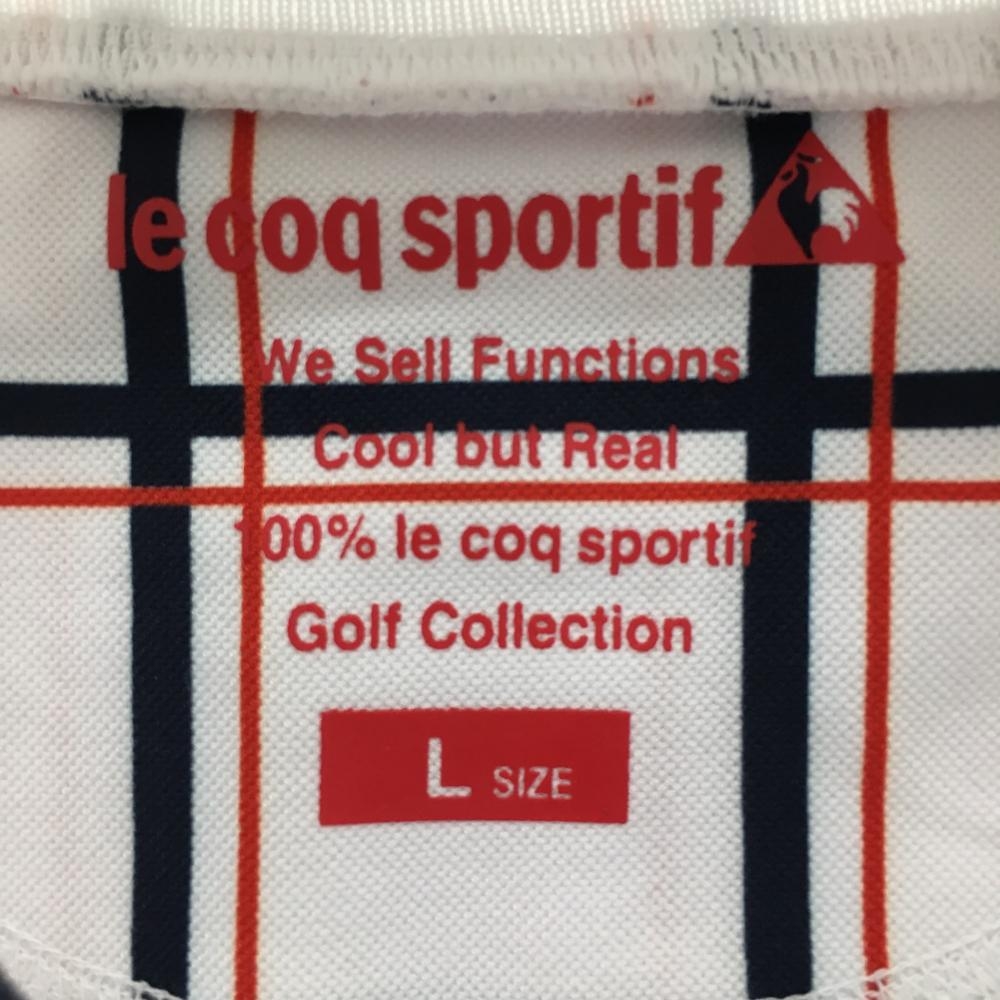 le coq sportif
We Sell Functions
Cool but Real
100% le coq sportif
Golf Collection
L SIZE